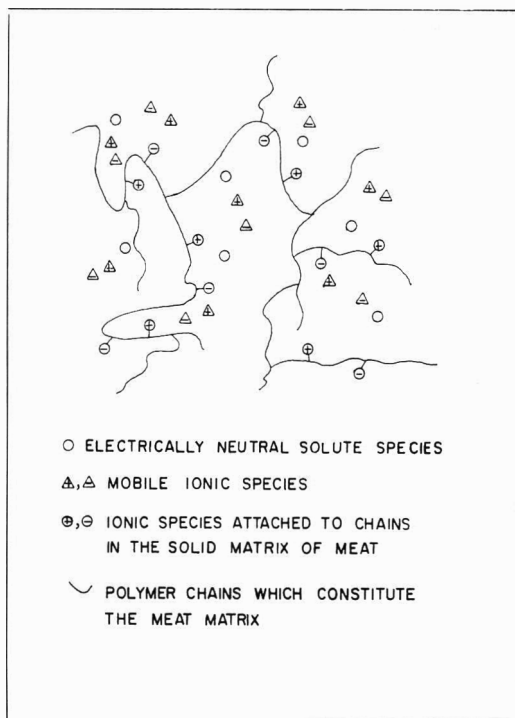 ○ ELECTRICALLY NEUTRAL SOLUTE SPECIES
MOBILE IONIC SPECIES
⊕,⊖ IONIC SPECIES ATTACHED TO CHAINS
IN THE SOLID MATRIX OF MEAT
POLYMER CHAINS WHICH CONSTITUTE
THE MEAT MATRIX